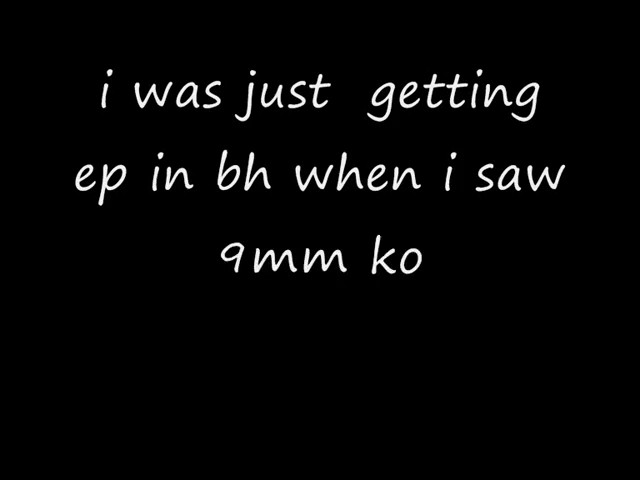 i was just  getting
ep in bh when i saw
9mm ko